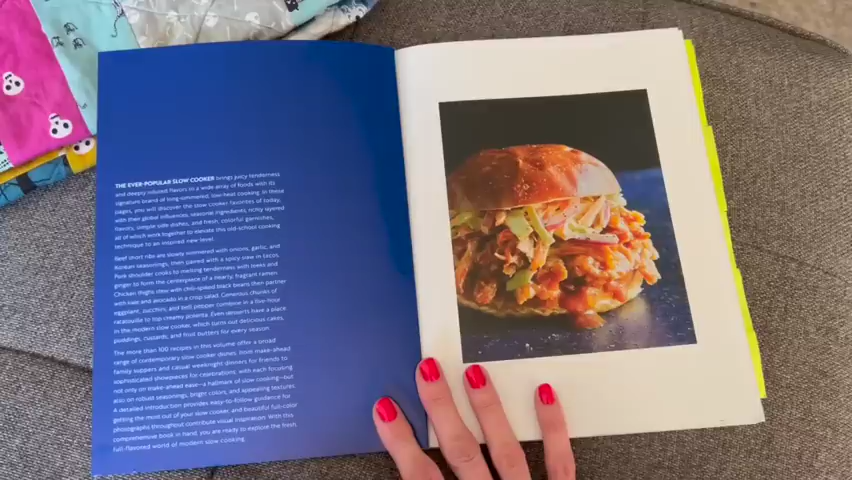 THE EVER-POPULAR SLOW COOKER brings juicy tenderness
and deeply infused flavors to a wide array of foods with its
signature brand of long-simmered, low-heat cooking. In these
pages, you will discover the slow cooker favorites of today,
with their global influences, seasonal ingredients, richly layered
flavors, simple side dishes, and fresh, colorful garnishes,
all of which work together to elevate this old-school cooking
technique to an inspired new level.
Beef short ribs are slowly simmered with onions, garlic, and
Korean seasonings, then paired with a spicy slaw in tacos.
Pork shoulder cooks to melting tenderness with leeks and
ginger to form the centerpiece of a hearty, fragrant ramen.
Chicken thighs stew with chili-spiked black beans then partner
with kale and avocado in a crisp salad. Generous chunks of
eggplant, zucchini, and bell pepper combine in a five-hour
ratatouille to top creamy polenta. Even desserts have a place
in the modern slow cooker, which turns out delicious cakes,
puddings, custards, and fruit butters for every season.
The more than 100 recipes in this volume offer a broad
range of contemporary slow cooker dishes, from make-ahead
family suppers and casual weeknight dinners for friends to
sophisticated showpieces for celebrations, with each focusing
not only on make-ahead ease—a hallmark of slow cooking—but
also on robust seasonings, bright colors, and appealing textures.
A detailed introduction provides easy-to-follow guidance for
getting the most out of your slow cooker, and beautiful full-color
photographs throughout contribute visual inspiration. With this
comprehensive book in hand, you are ready to explore the fresh,
full-flavored world of modern slow cooking.